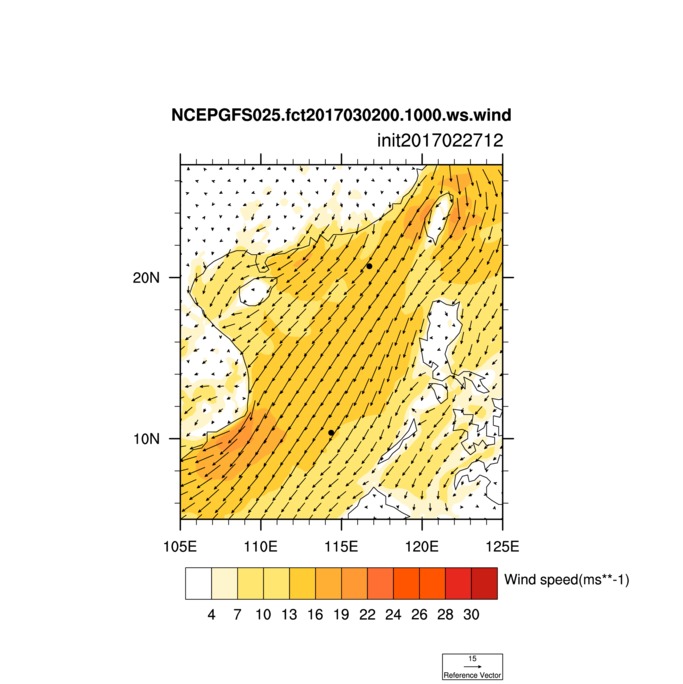 NCEPGFS025.fct2017030200.1000.ws.wind
init2017022712
20N
10N
105E 110E 115E 120E 125E
Wind speed(ms**-1)
4 7 10 13 16 19 22 24 26 28 30
15
Reference Vector